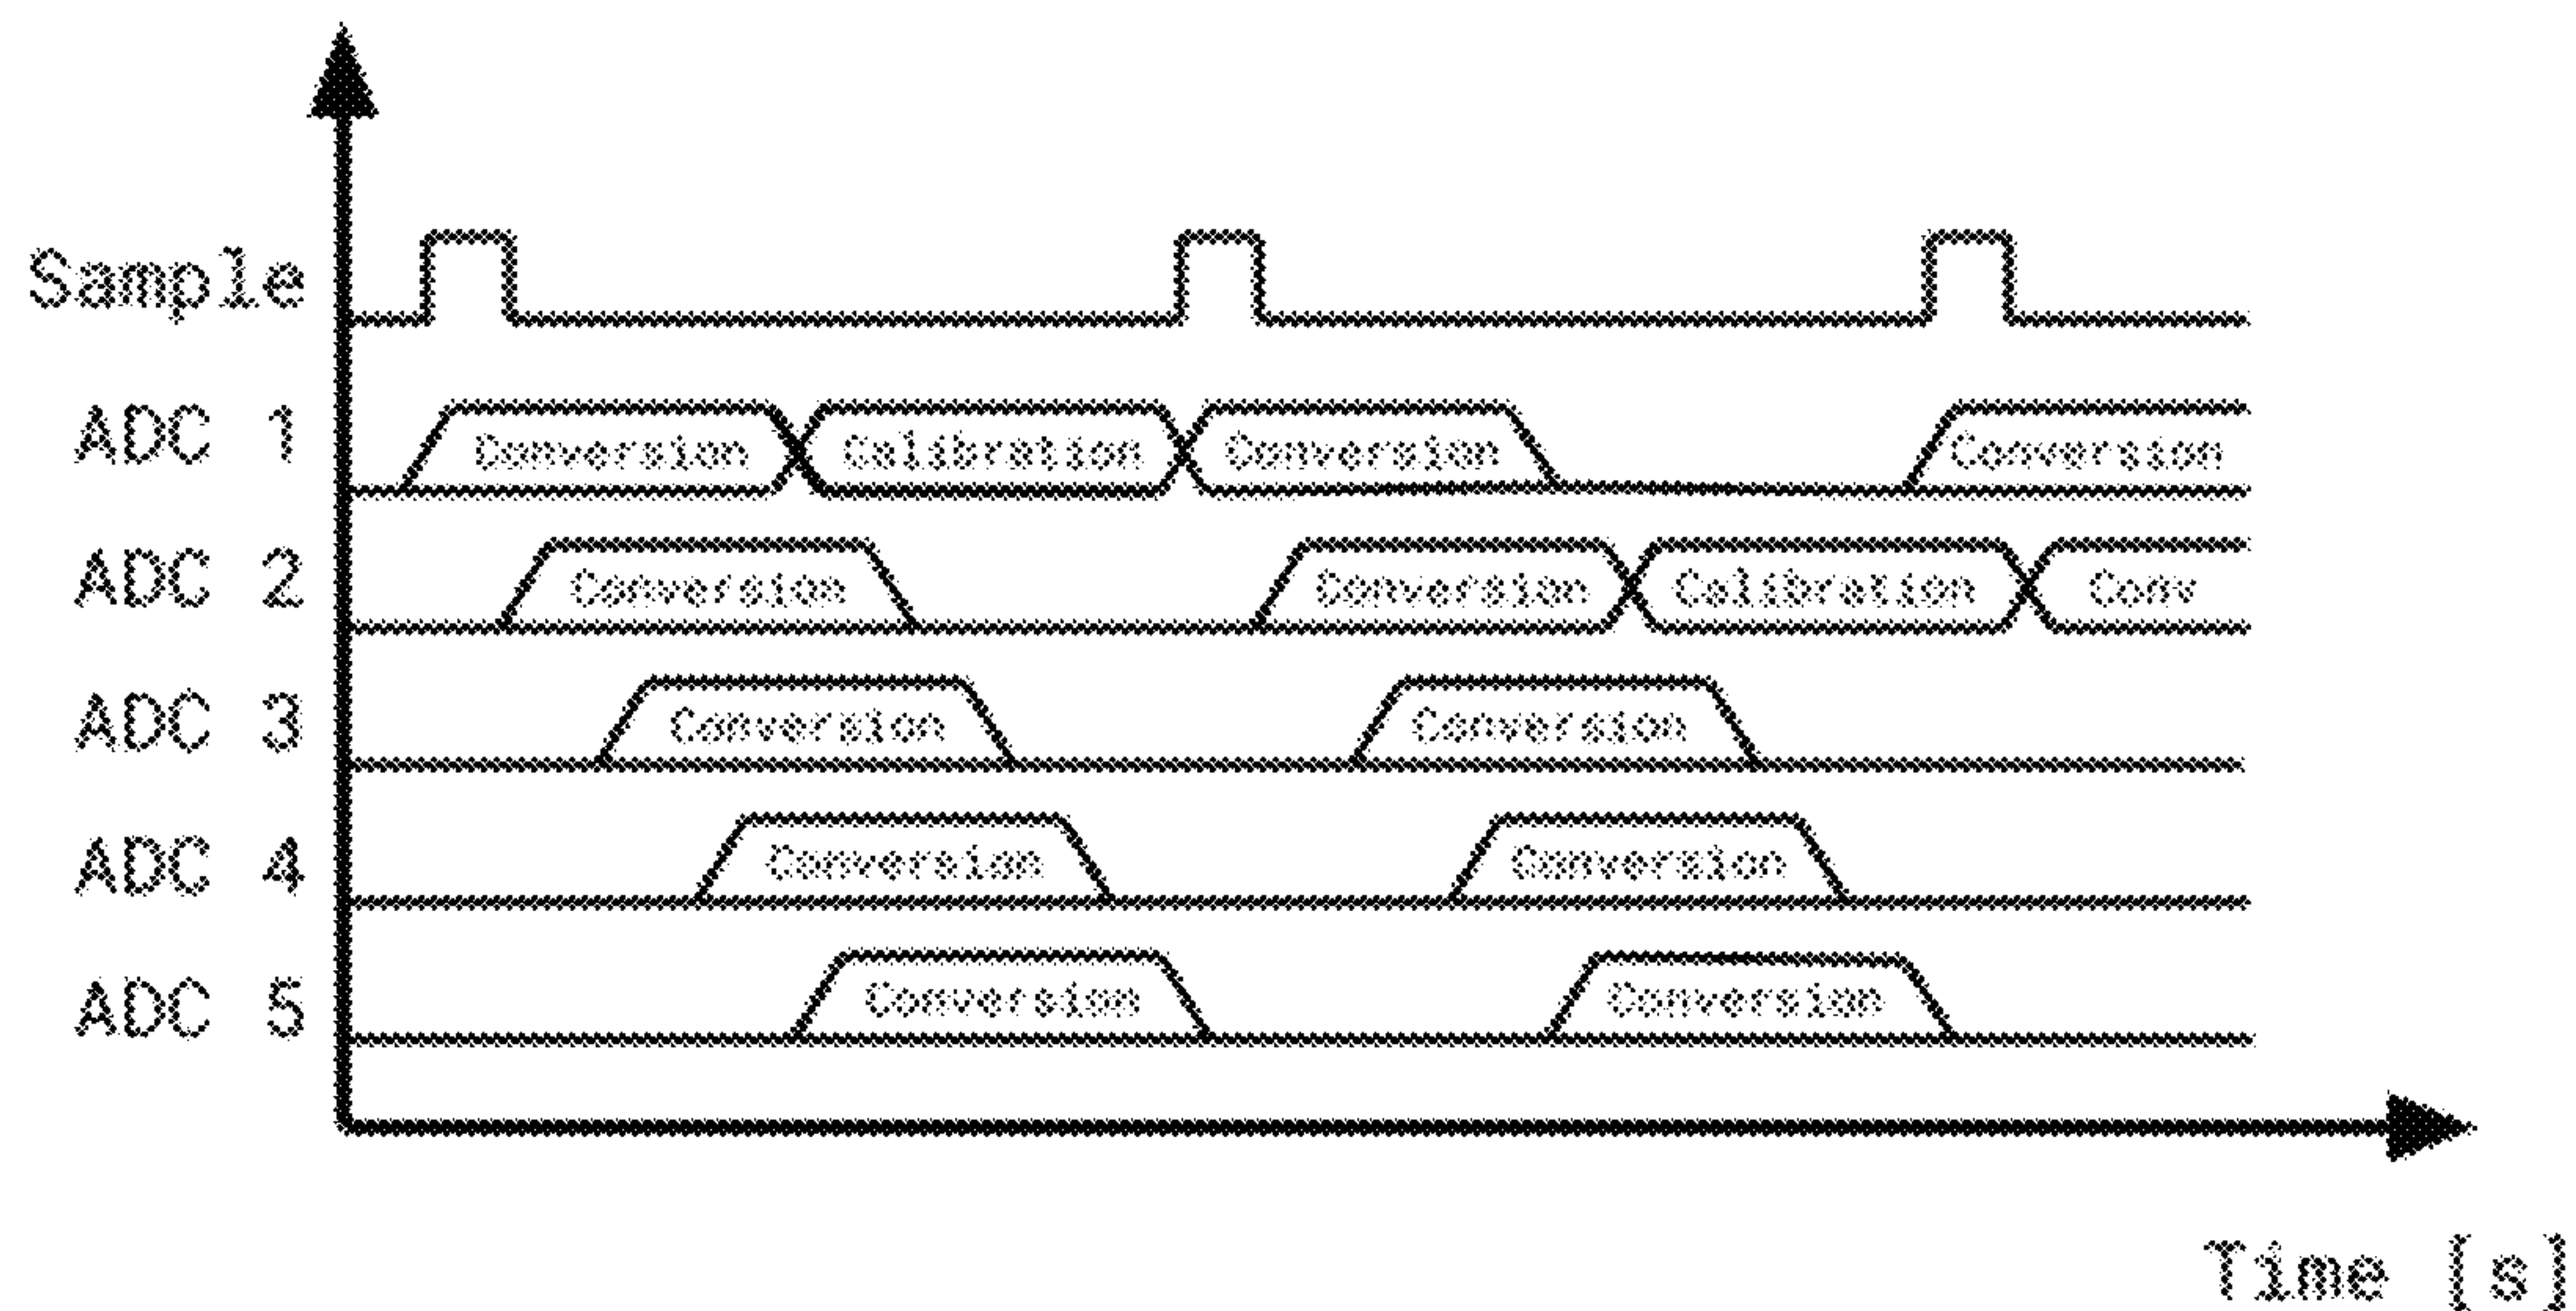 Sample
ADC 1 Conversion Calibration Conversion Conversion
ADC 2 Conversion Conversion Calibration Conv
ADC 3 Conversion Conversion
ADC 4 Conversion Conversion
ADC 5 Conversion Conversion
Time [s]